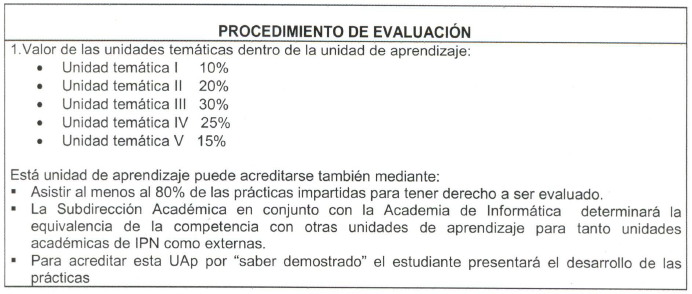 PROCEDIMIENTO DE EVALUACIÓN
1.Valor de las unidades temáticas dentro de la unidad de aprendizaje:
• Unidad temática I 10%
• Unidad temática II 20%
• Unidad temática III 30%
• Unidad temática IV 25%
• Unidad temática V 15%
Está unidad de aprendizaje puede acreditarse también mediante:
▪ Asistir al menos al 80% de las prácticas impartidas para tener derecho a ser evaluado.
▪ La Subdirección Académica en conjunto con la Academia de Informática determinará la
equivalencia de la competencia con otras unidades de aprendizaje para tanto unidades
académicas de IPN como externas.
▪ Para acreditar esta UAp por “saber demostrado” el estudiante presentará el desarrollo de las
prácticas